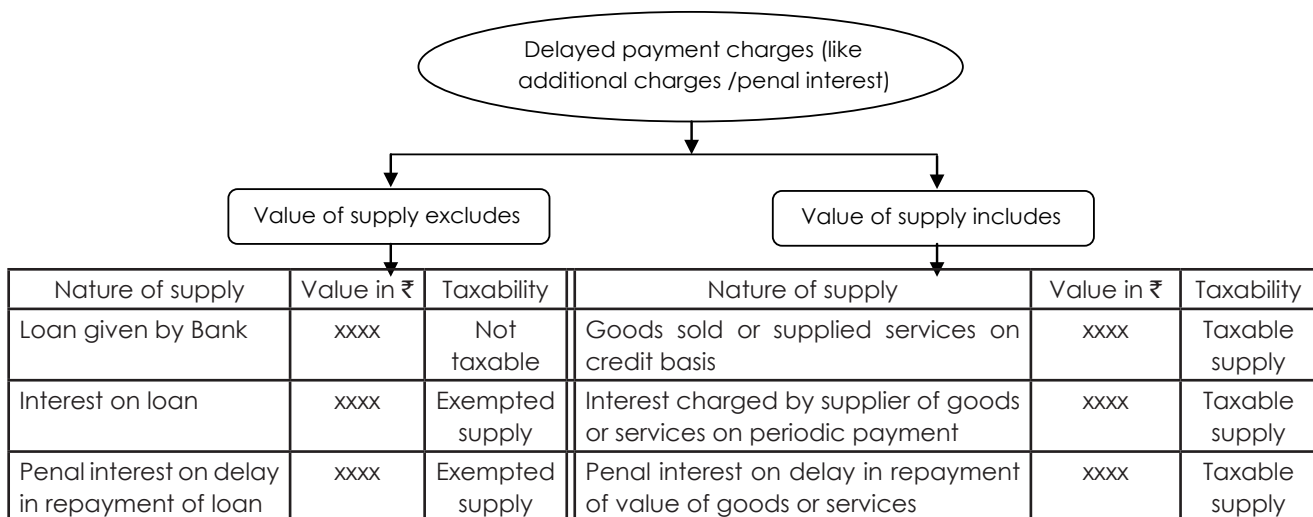 Delayed payment charges (like
additional charges /penal interest)
Value of supply excludes
Value of supply includes
Nature of supply Value in ₹ Taxability Nature of supply Value in ₹ Taxability
Loan given by Bank xxxx Not taxable Goods sold or supplied services on credit basis xxxx Taxable supply
Interest on loan xxxx Exempted supply Interest charged by supplier of goods or services on periodic payment xxxx Taxable supply
Penal interest on delay in repayment of loan xxxx Exempted supply Penal interest on delay in repayment of value of goods or services xxxx Taxable supply